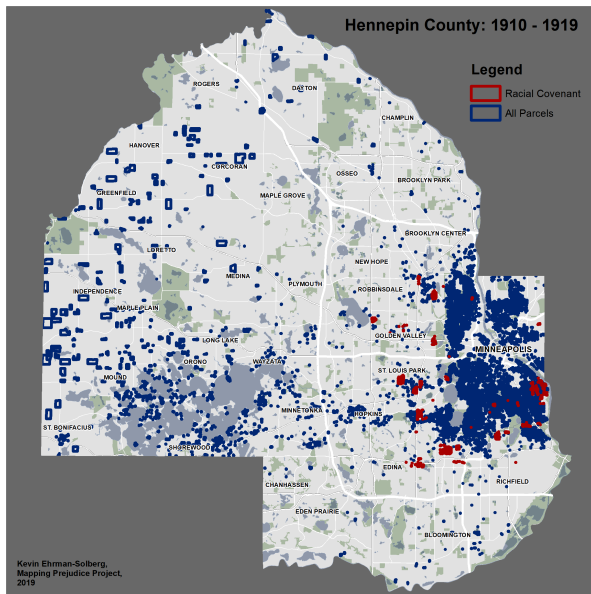 Hennepin County: 1910 - 1919
Legend
Racial Covenant
All Parcels
ROGERS
DAYTON
CHAMPLIN
HANOVER
CORCORAN
OSSEO
BROOKLYN PARK
GREENFIELD
MAPLE GROVE
BROOKLYN CENTER
LORETTO
NEW HOPE
MEDINA
PLYMOUTH
INDEPENDENCE
ROBBINSDALE
MAPLE PLAIN
GOLDEN VALLEY
LONG LAKE
MINNEAPOLIS
ORONO
WAYZATA
ST. LOUIS PARK
MOUND
MINNETONKA
HOPKINS
ST. BONIFACIUS
SHOREWOOD
EDINA
RICHFIELD
CHANHASSEN
EDEN PRAIRIE
BLOOMINGTON
Kevin Ehrman-Solberg,
Mapping Prejudice Project,
2019